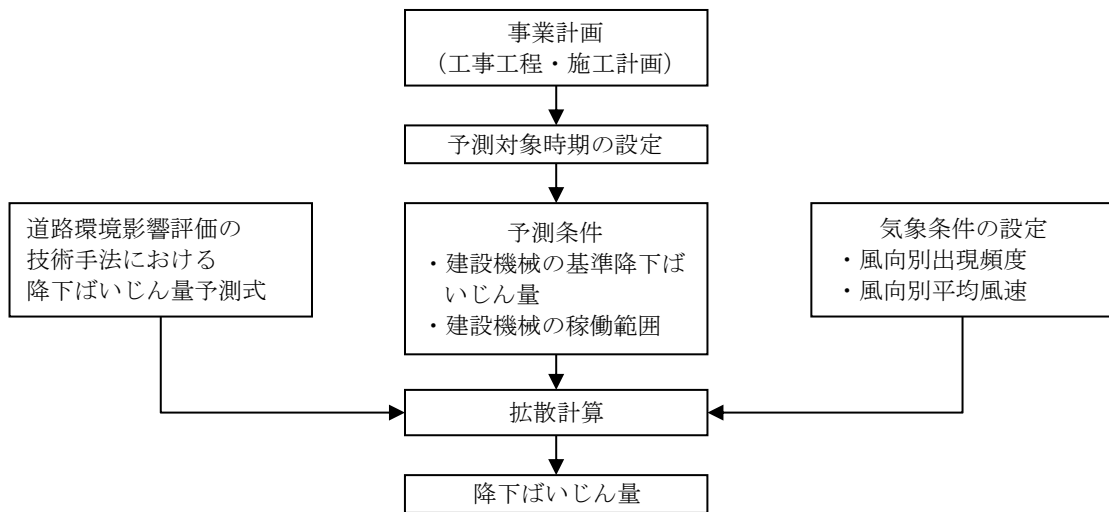 事業計画
（工事工程・施工計画）
予測対象時期の設定
道路環境影響評価の
技術手法における
降下ばいじん量予測式
予測条件
・建設機械の基準降下ば
いじん量
・建設機械の稼働範囲
気象条件の設定
・風向別出現頻度
・風向別平均風速
拡散計算
降下ばいじん量